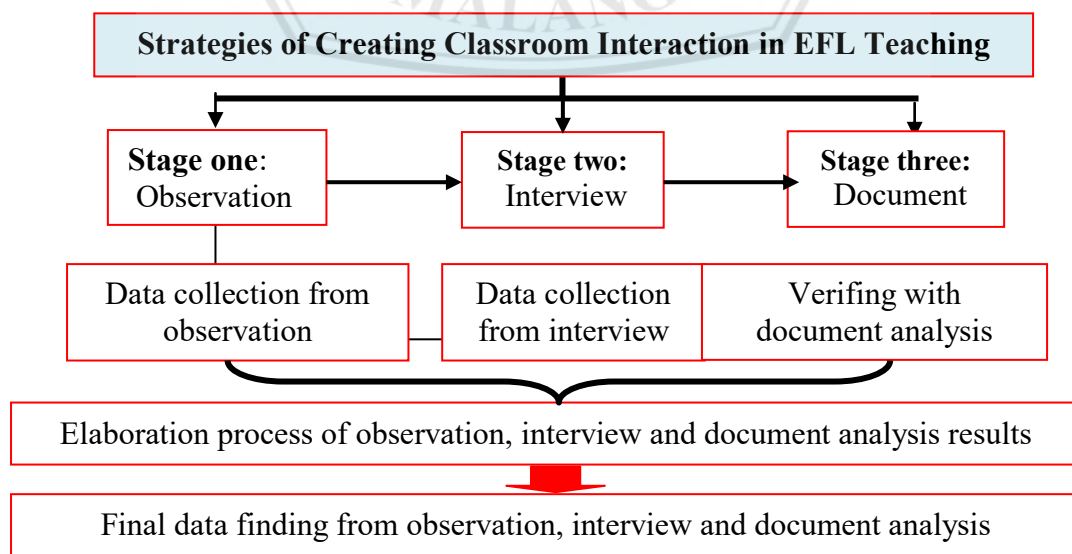 MALANG
Strategies of Creating Classroom Interaction in EFL Teaching
Stage one:
Observation
Stage two:
Interview
Stage three:
Document
Data collection from
observation
Data collection
from interview
Verifing with
document analysis
Elaboration process of observation, interview and document analysis results
Final data finding from observation, interview and document analysis